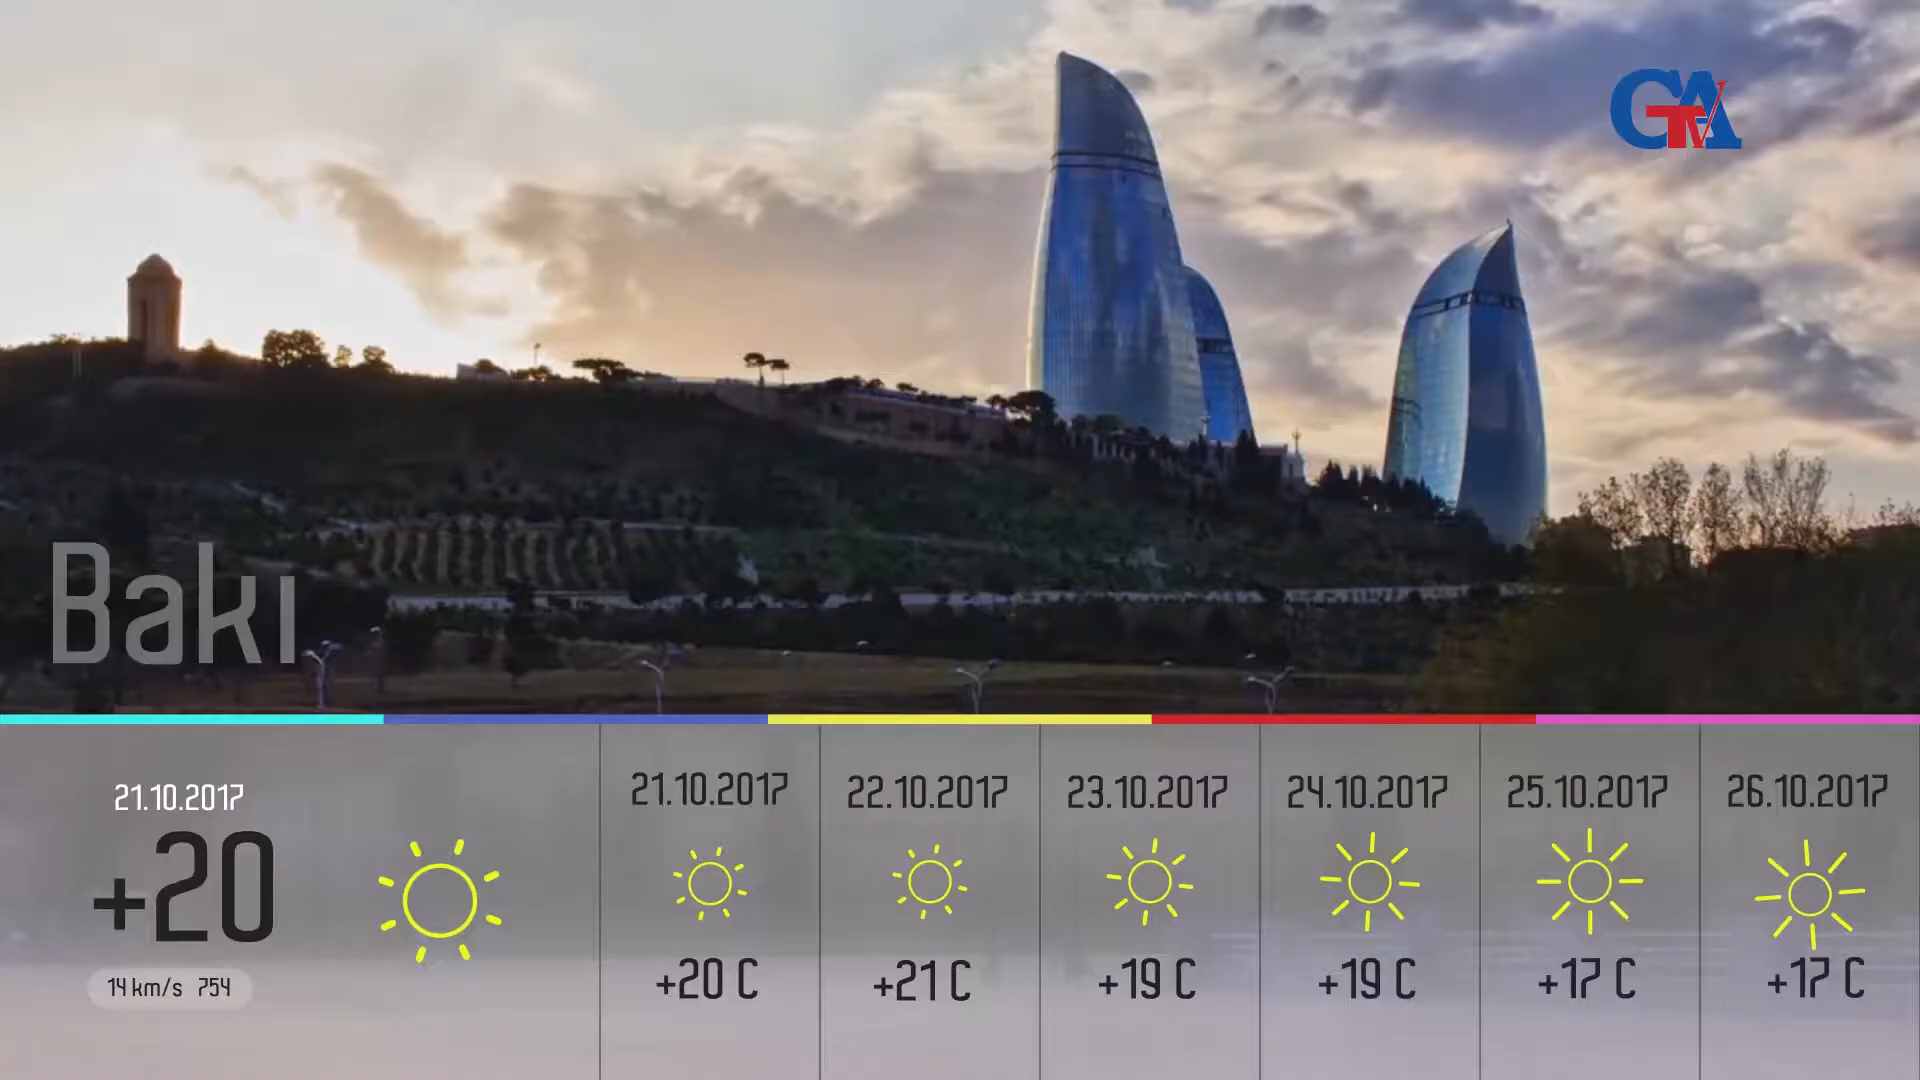 GATV
Bakı
21.10.2017
+20
14 km/s 754
21.10.2017
+20 C
22.10.2017
+21 C
23.10.2017
+19 C
24.10.2017
+19 C
25.10.2017
+17 C
26.10.2017
+17 C